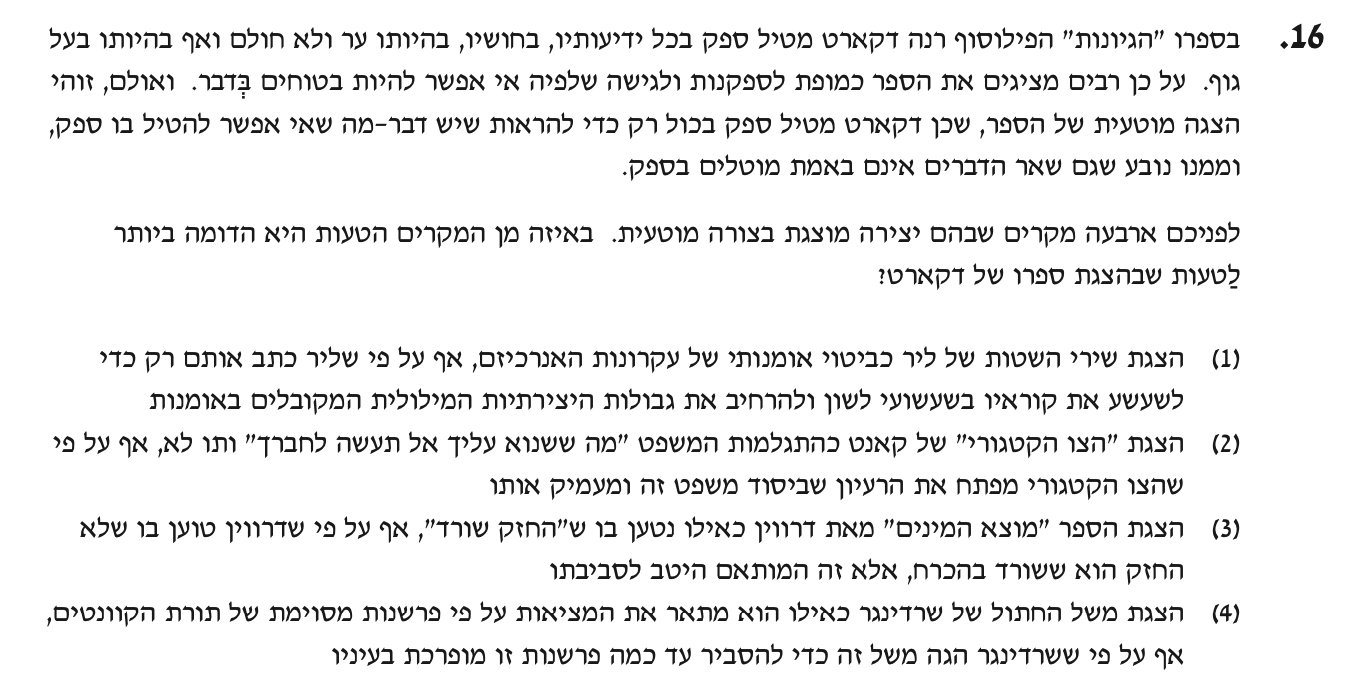 16. בספרו "הגיונות" הפילוסוף רנה דקארט מטיל ספק בכל ידיעותיו, בחושיו, בהיותו ער ולא חולם ואף בהיותו בעל
גוף. על כן רבים מציגים את הספר כמופת לספקנות ולגישה שלפיה אי אפשר להיות בטוחים בְּדבר. ואולם, זוהי
הצגה מוטעית של הספר, שכן דקארט מטיל ספק בכול רק כדי להראות שיש דבר-מה שאי אפשר להטיל בו ספק,
וממנו נובע שגם שאר הדברים אינם באמת מוטלים בספק.
לפניכם ארבעה מקרים שבהם יצירה מוצגת בצורה מוטעית. באיזה מן המקרים הטעות היא הדומה ביותר
לַטעות שבהצגת ספרו של דקארט?
(1) הצגת שירי השטות של ליר כביטוי אומנותי של עקרונות האנרכיזם, אף על פי שליר כתב אותם רק כדי
לשעשע את קוראיו בשעשועי לשון ולהרחיב את גבולות היצירתיות המילולית המקובלים באומנות
(2) הצגת "הצו הקטגורי" של קאנט כהתגלמות המשפט "מה ששנוא עליך אל תעשה לחברך" ותו לא, אף על פי
שהצו הקטגורי מפתח את הרעיון שביסוד משפט זה ומעמיק אותו
(3) הצגת הספר "מוצא המינים" מאת דרווין כאילו נטען בו ש"החזק שורד", אף על פי שדרווין טוען בו שלא
החזק הוא ששורד בהכרח, אלא זה המותאם היטב לסביבתו
(4) הצגת משל החתול של שרדינגר כאילו הוא מתאר את המציאות על פי פרשנות מסוימת של תורת הקוונטים,
אף על פי ששרדינגר הגה משל זה כדי להסביר עד כמה פרשנות זו מופרכת בעיניו